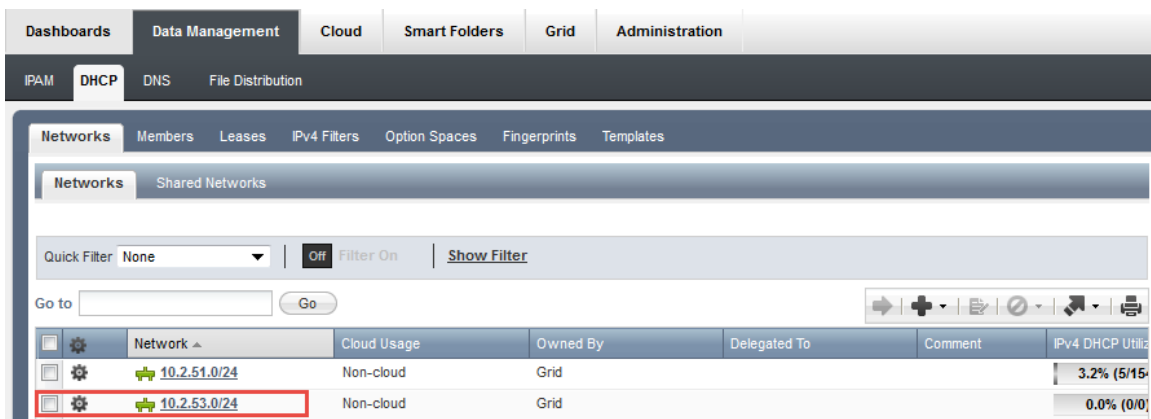 Dashboards Data Management Cloud Smart Folders Grid Administration
IPAM DHCP DNS File Distribution
Networks Members Leases IPv4 Filters Option Spaces Fingerprints Templates
Networks Shared Networks
Quick Filter None Off Filter On Show Filter
Go to Go
Network Cloud Usage Owned By Delegated To Comment IPv4 DHCP
10.2.51.0/24 Non-cloud Grid 3.2%
10.2.53.0/24 Non-cloud Grid 0.0% (0/0)